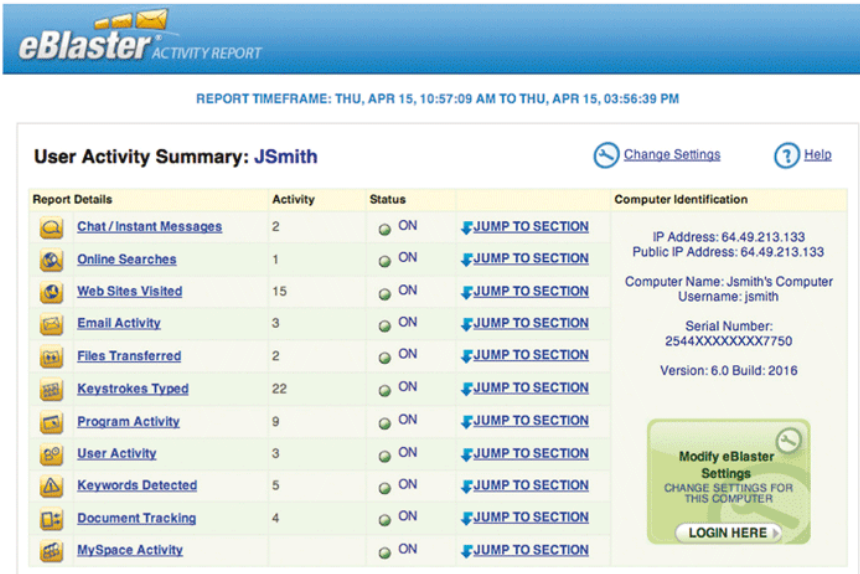 eBlaster® ACTIVITY REPORT
REPORT TIMEFRAME: THU, APR 15, 10:57:09 AM TO THU, APR 15, 03:56:39 PM
User Activity Summary: JSmith
Change Settings
Help
Report Details Activity Status Computer Identification
Chat / Instant Messages 2 ON JUMP TO SECTION
Online Searches 1 ON JUMP TO SECTION
Web Sites Visited 15 ON JUMP TO SECTION
Email Activity 3 ON JUMP TO SECTION
Files Transferred 2 ON JUMP TO SECTION
Keystrokes Typed 22 ON JUMP TO SECTION
Program Activity 9 ON JUMP TO SECTION
User Activity 3 ON JUMP TO SECTION
Keywords Detected 5 ON JUMP TO SECTION
Document Tracking 4 ON JUMP TO SECTION
MySpace Activity ON JUMP TO SECTION
IP Address: 64.49.213.133
Public IP Address: 64.49.213.133
Computer Name: Jsmith's Computer
Username: jsmith
Serial Number:
2544XXXXXXXX7750
Version: 6.0 Build: 2016
Modify eBlaster
Settings
CHANGE SETTINGS FOR
THIS COMPUTER
LOGIN HERE